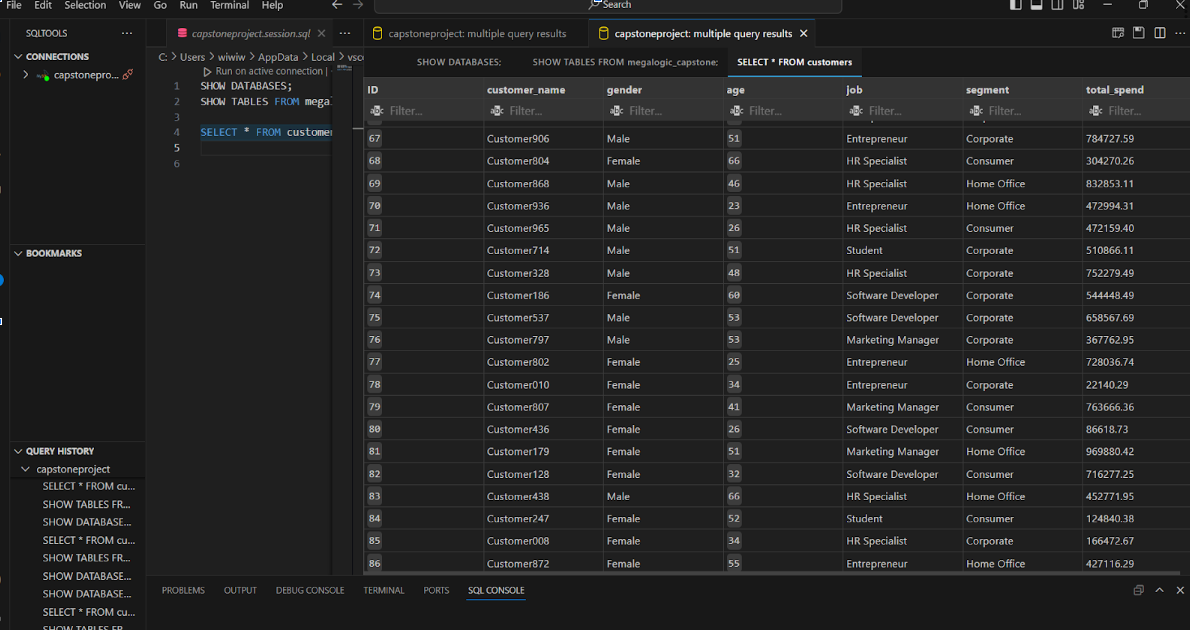 File Edit Selection View Go Run Terminal Help
Search
SQLTOOLS
CONNECTIONS
capstonepro...
BOOKMARKS
QUERY HISTORY
capstoneproject
SELECT * FROM cu...
SHOW TABLES FR...
SHOW DATABASE...
SELECT * FROM cu...
SHOW TABLES FR...
SHOW DATABASE...
SHOW DATABASE...
SELECT * FROM cu...
SHOW TABLES FR...
capstoneproject.session.sql
C: > Users > wiwiw > AppData > Local > vsc
Run on active connection |
1 SHOW DATABASES;
2 SHOW TABLES FROM mega
3
4 SELECT * FROM customer
5
6
capstoneproject: multiple query results
capstoneproject: multiple query results
SHOW DATABASES: SHOW TABLES FROM megalogic_capstone; SELECT * FROM customers
ID customer_name gender age job segment total_spend
Filter... Filter... Filter... Filter... Filter... Filter... Filter...
67 Customer906 Male 51 Entrepreneur Corporate 784727.59
68 Customer804 Female 66 HR Specialist Consumer 304270.26
69 Customer868 Male 46 HR Specialist Home Office 832853.11
70 Customer936 Male 23 Entrepreneur Home Office 472994.31
71 Customer965 Male 26 HR Specialist Consumer 472159.40
72 Customer714 Male 51 Student Corporate 510866.11
73 Customer328 Male 48 HR Specialist Corporate 752279.49
74 Customer186 Female 60 Software Developer Corporate 544448.49
75 Customer537 Male 53 Software Developer Corporate 658567.69
76 Customer797 Male 53 Marketing Manager Corporate 367762.95
77 Customer802 Female 25 Entrepreneur Home Office 728036.74
78 Customer010 Female 34 Entrepreneur Corporate 22140.29
79 Customer807 Female 41 Marketing Manager Consumer 763666.36
80 Customer436 Female 26 Software Developer Consumer 86618.73
81 Customer179 Female 51 Marketing Manager Home Office 969880.42
82 Customer128 Female 32 Software Developer Consumer 716277.25
83 Customer438 Male 66 HR Specialist Home Office 452771.95
84 Customer247 Female 52 Student Consumer 124840.38
85 Customer008 Female 34 HR Specialist Corporate 166472.67
86 Customer872 Female 55 Entrepreneur Home Office 427116.29
PROBLEMS OUTPUT DEBUG CONSOLE TERMINAL PORTS SQL CONSOLE